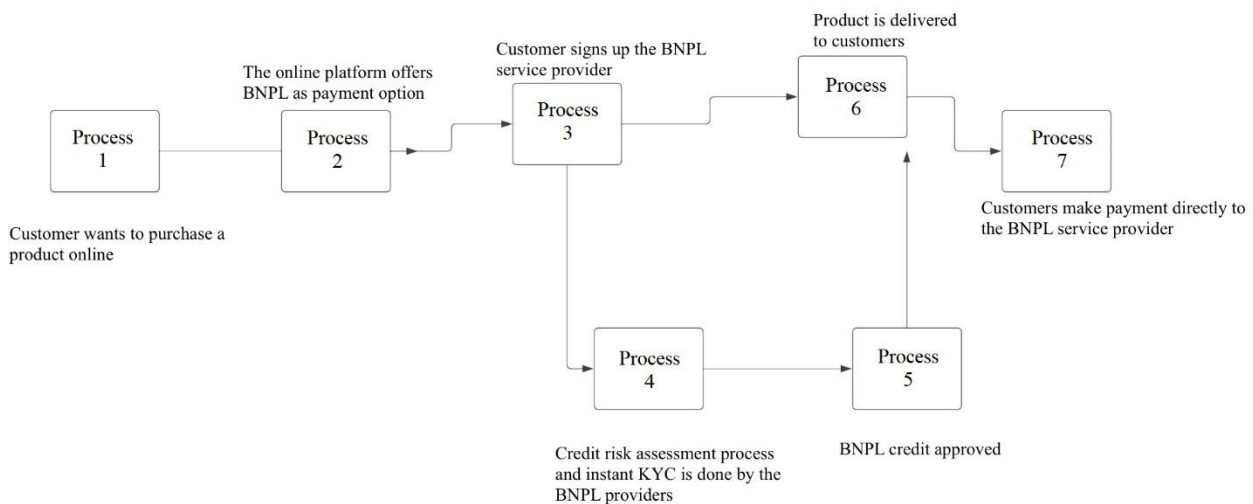 Process
1
Customer wants to purchase a
product online
The online platform offers
BNPL as payment option
Process
2
Customer signs up the BNPL
service provider
Process
3
Product is delivered
to customers
Process
6
Process
7
Customers make payment directly to
the BNPL service provider
Process
4
Credit risk assessment process
and instant KYC is done by the
BNPL providers
Process
5
BNPL credit approved